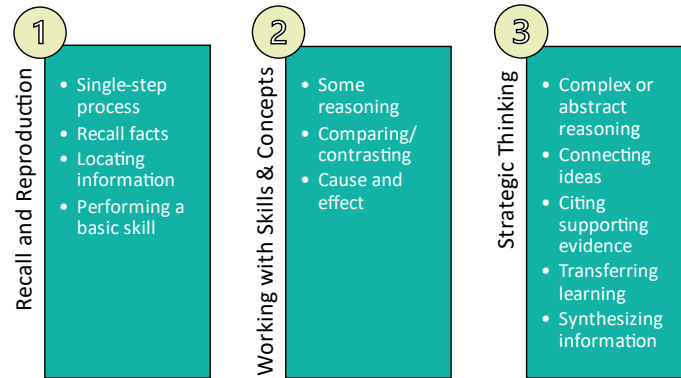 1
Recall and Reproduction
• Single-step
process
• Recall facts
• Locating
information
• Performing a
basic skill
2
Working with Skills & Concepts
• Some
reasoning
• Comparing/
contrasting
• Cause and
effect
3
Strategic Thinking
• Complex or
abstract
reasoning
• Connecting
ideas
• Citing
supporting
evidence
• Transferring
learning
• Synthesizing
information